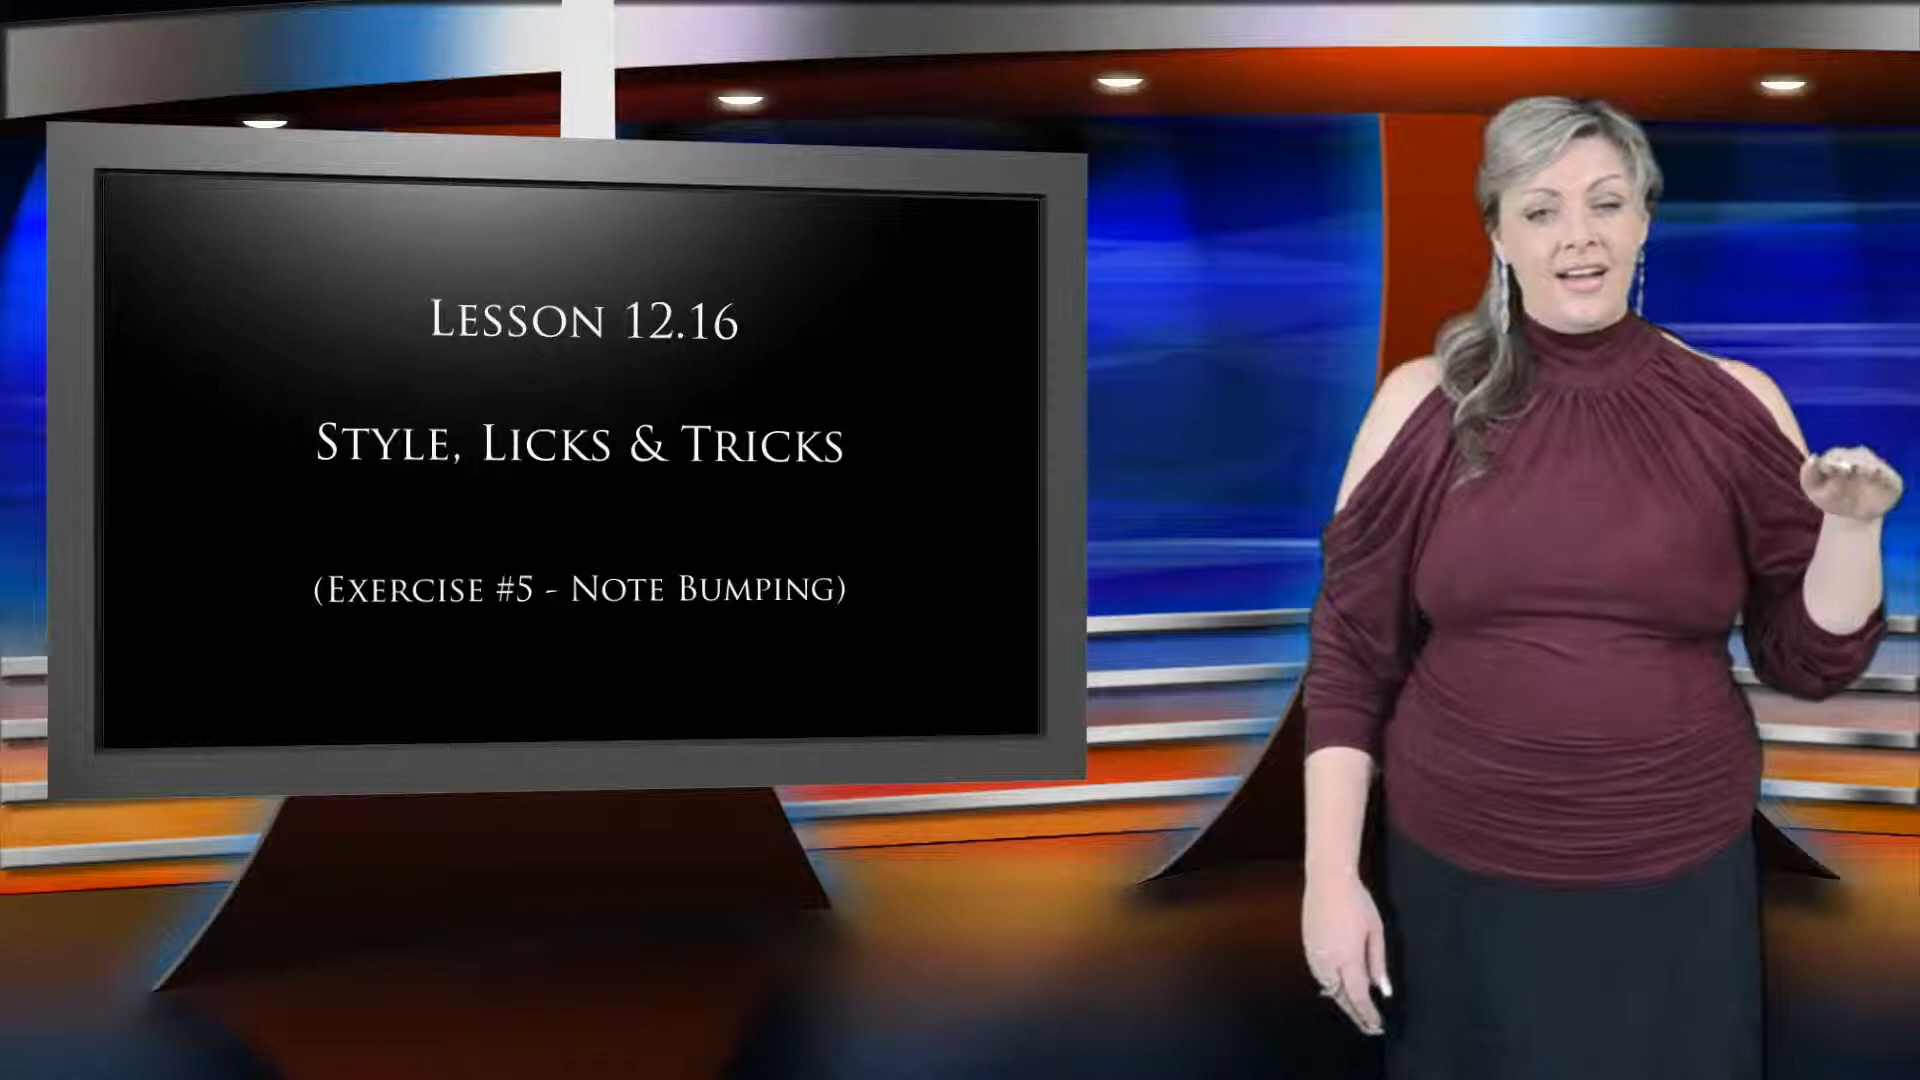 Lesson 12.16
Style, Licks & Tricks
(Exercise #5 - Note Bumping)